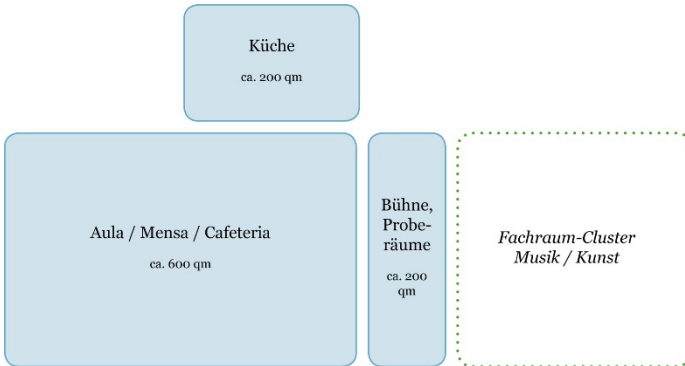 Küche
ca. 200 qm
Aula / Mensa / Cafeteria
ca. 600 qm
Bühne,
Probe-
räume
ca. 200
qm
Fachraum-Cluster
Musik / Kunst